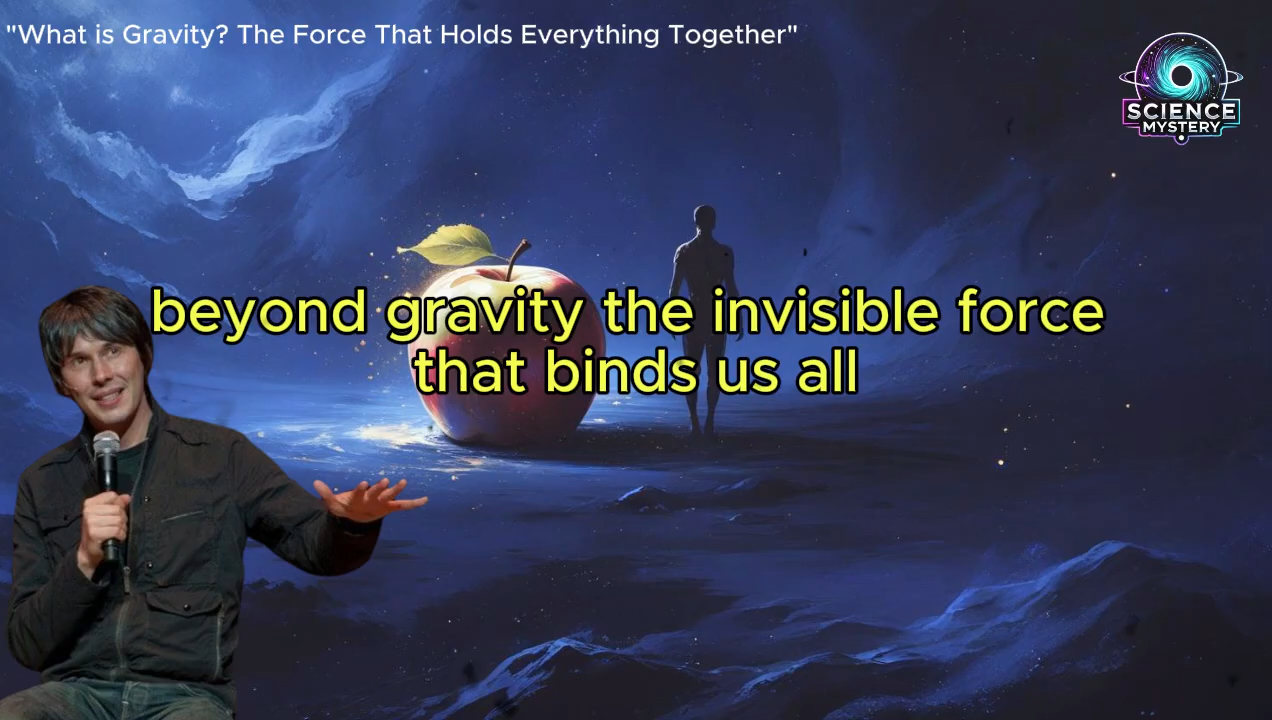 "What is Gravity? The Force That Holds Everything Together"
SCIENCE
MYSTERY
beyond gravity the invisible force
that binds us all